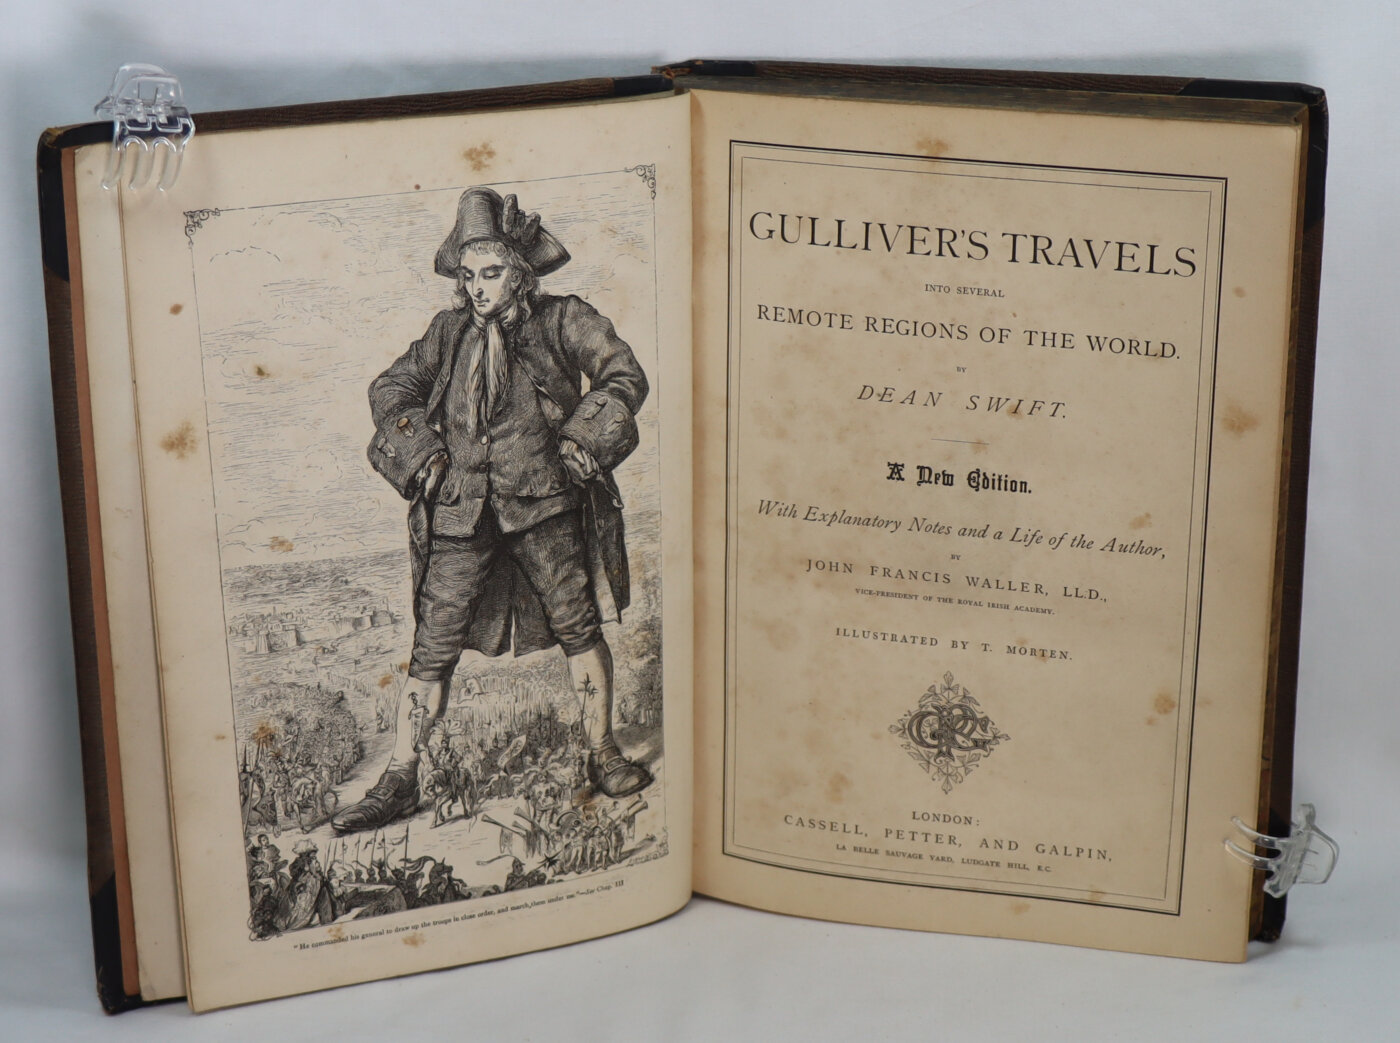 "He commanded his general to draw up the troops in close order, and march them under me."—See Chap. III
GULLIVER'S TRAVELS
INTO SEVERAL
REMOTE REGIONS OF THE WORLD.
BY
DEAN SWIFT.
A New Edition.
With Explanatory Notes and a Life of the Author,
BY
JOHN FRANCIS WALLER, LL.D.,
VICE-PRESIDENT OF THE ROYAL IRISH ACADEMY.
ILLUSTRATED BY T. MORTEN.
CPG
LONDON:
CASSELL, PETTER, AND GALPIN,
LA BELLE SAUVAGE YARD, LUDGATE HILL, E.C.